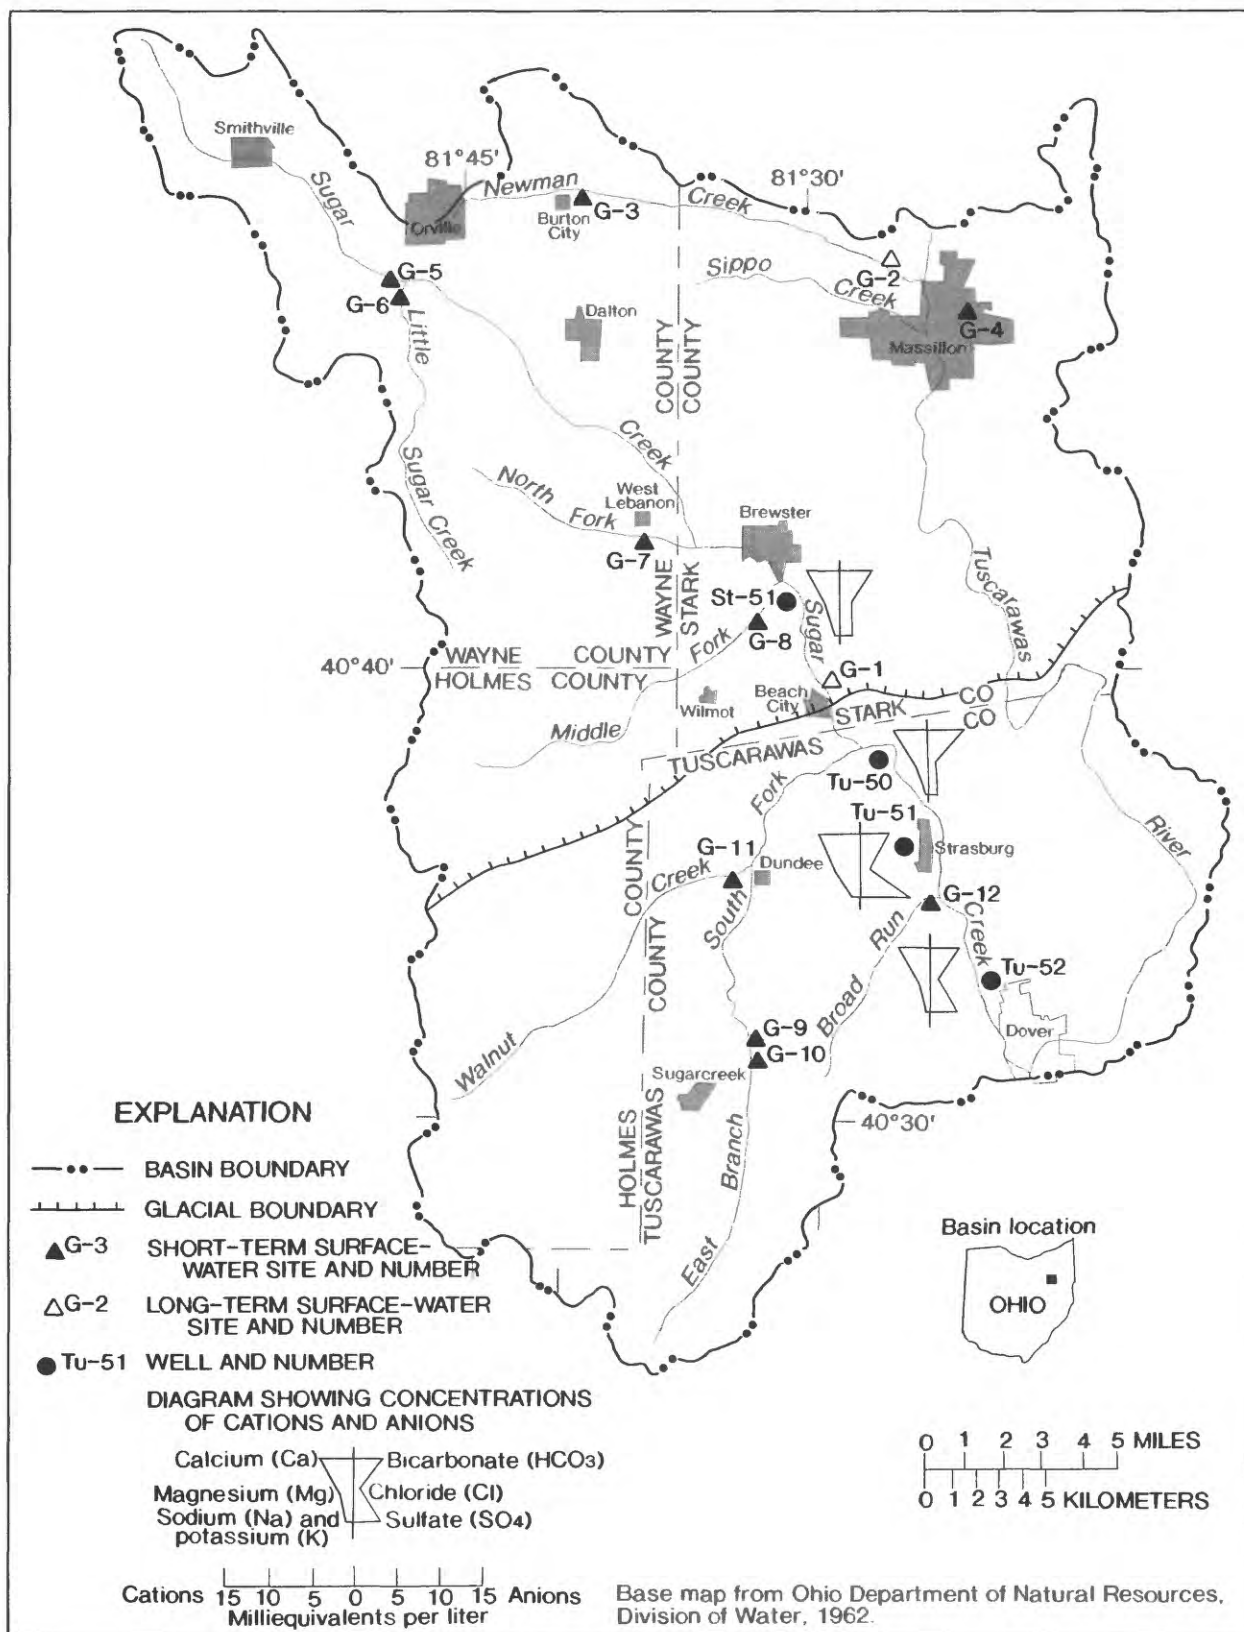 Smithville
81°45'
81°30'
Sugar
Newman
Creek
Orville
Burton
City
G-3
G-2
Sippo
Creek
G-5
G-6
Little
Dalton
G-4
Massillon
COUNTY
COUNTY
Creek
Sugar Creek
North
Fork
West
Lebanon
Brewster
G-7
WAYNE
STARK
St-51
G-8
Sugar
Tuscarawas
Fork
40°40'
WAYNE COUNTY
HOLMES COUNTY
G-1
Beach
City
Wilmot
STARK CO
TUSCARAWAS CO
Middle
Fork
Tu-50
Tu-51
Strasburg
River
G-11
Dundee
Creek
COUNTY
COUNTY
South
G-12
Run
Creek
Tu-52
Broad
Dover
G-9
G-10
Walnut
Sugarcreek
40°30'
HOLMES
TUSCARAWAS
Branch
East
EXPLANATION
BASIN BOUNDARY
GLACIAL BOUNDARY
G-3 SHORT-TERM SURFACE-
WATER SITE AND NUMBER
G-2 LONG-TERM SURFACE-WATER
SITE AND NUMBER
Tu-51 WELL AND NUMBER
DIAGRAM SHOWING CONCENTRATIONS
OF CATIONS AND ANIONS
Calcium (Ca) Bicarbonate (HCO3)
Magnesium (Mg) Chloride (Cl)
Sodium (Na) and Sulfate (SO4)
potassium (K)
Cations 15 10 5 0 5 10 15 Anions
Milliequivalents per liter
Basin location
OHIO
0 1 2 3 4 5 MILES
0 1 2 3 4 5 KILOMETERS
Base map from Ohio Department of Natural Resources,
Division of Water, 1962.